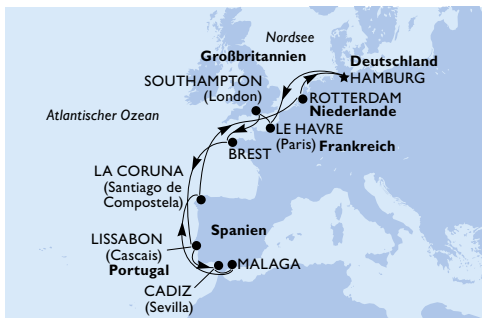 Nordsee
Großbritannien
Deutschland
HAMBURG
SOUTHAMPTON
(London)
ROTTERDAM
Niederlande
Atlantischer Ozean
LE HAVRE
(Paris) Frankreich
BREST
LA CORUNA
(Santiago de
Compostela)
Spanien
LISSABON
(Cascais)
Portugal
MALAGA
CADIZ
(Sevilla)